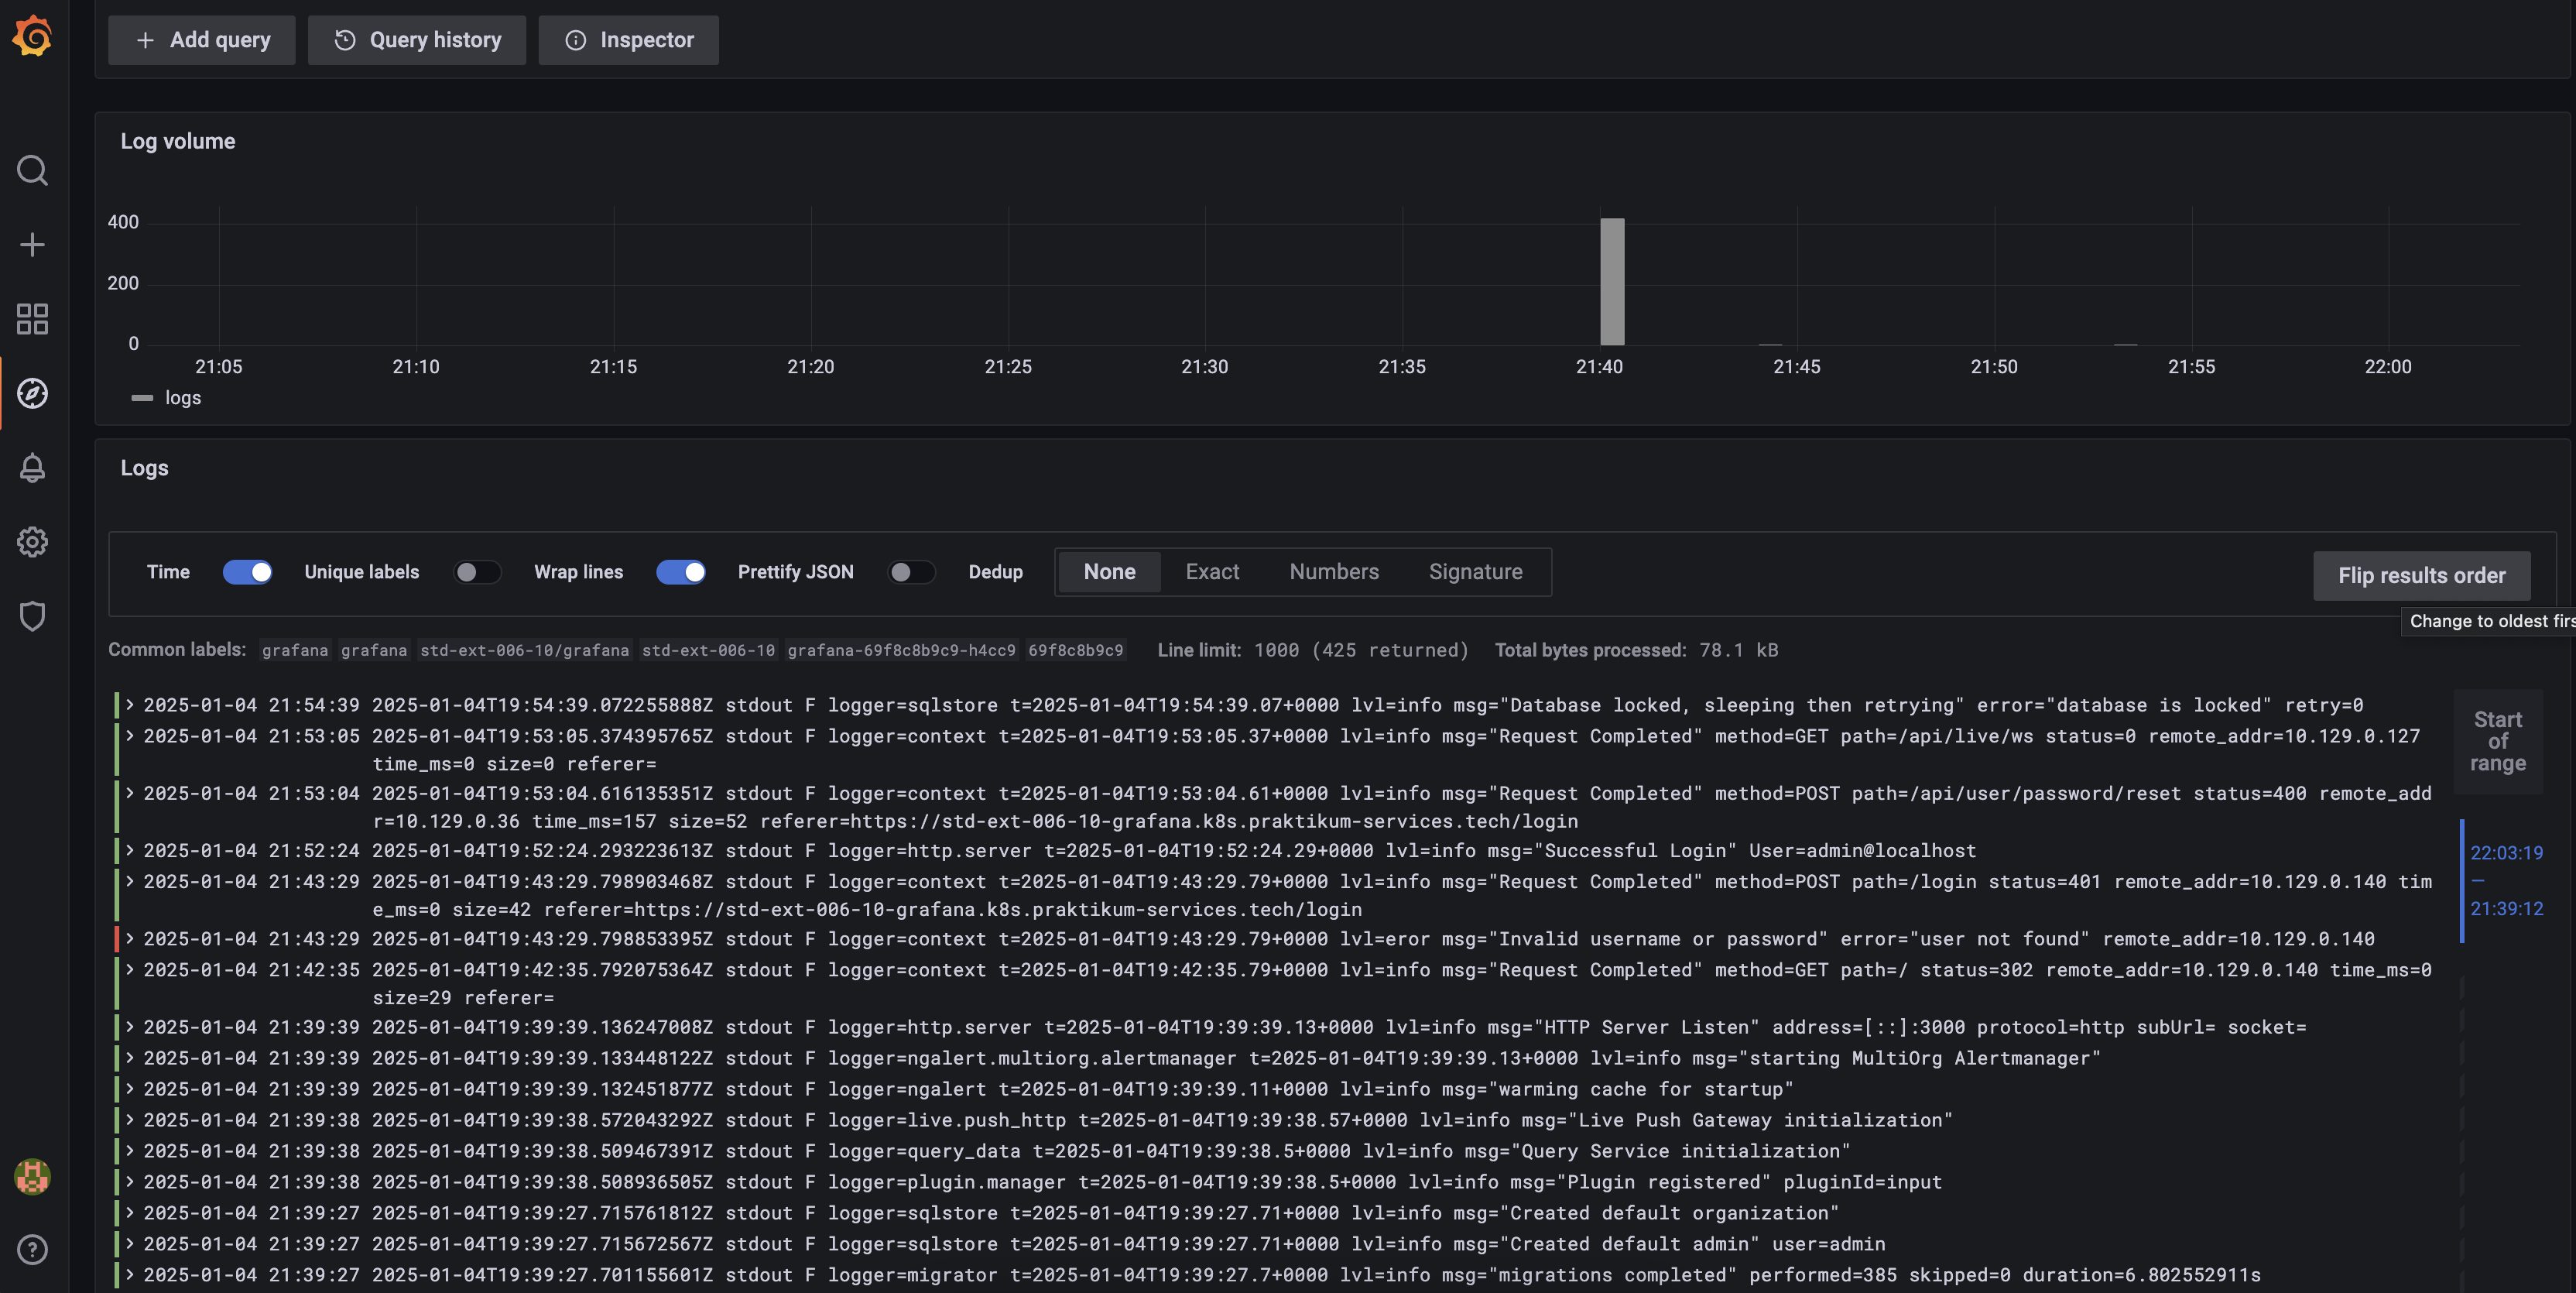 Add query Query history Inspector
Log volume
400
200
0
21:05 21:10 21:15 21:20 21:25 21:30 21:35 21:40 21:45 21:50 21:55 22:00
logs
Logs
Time Unique labels Wrap lines Prettify JSON Dedup None Exact Numbers Signature Flip results order
Change to oldest firs
Common labels: grafana grafana std-ext-006-10/grafana std-ext-006-10 grafana-69f8c8b9c9-h4cc9 69f8c8b9c9 Line limit: 1000 (425 returned) Total bytes processed: 78.1 kB
2025-01-04 21:54:39 2025-01-04T19:54:39.072255888Z stdout F logger=sqlstore t=2025-01-04T19:54:39.07+0000 lvl=info msg="Database locked, sleeping then retrying" error="database is locked" retry=0
2025-01-04 21:53:05 2025-01-04T19:53:05.374395765Z stdout F logger=context t=2025-01-04T19:53:05.37+0000 lvl=info msg="Request Completed" method=GET path=/api/live/ws status=0 remote_addr=10.129.0.127
time_ms=0 size=0 referer=
2025-01-04 21:53:04 2025-01-04T19:53:04.616135351Z stdout F logger=context t=2025-01-04T19:53:04.61+0000 lvl=info msg="Request Completed" method=POST path=/api/user/password/reset status=400 remote_add
r=10.129.0.36 time_ms=157 size=52 referer=https://std-ext-006-10-grafana.k8s.praktikum-services.tech/login
2025-01-04 21:52:24 2025-01-04T19:52:24.293223613Z stdout F logger=http.server t=2025-01-04T19:52:24.29+0000 lvl=info msg="Successful Login" User=admin@localhost
2025-01-04 21:43:29 2025-01-04T19:43:29.798903468Z stdout F logger=context t=2025-01-04T19:43:29.79+0000 lvl=info msg="Request Completed" method=POST path=/login status=401 remote_addr=10.129.0.140 tim
e_ms=0 size=42 referer=https://std-ext-006-10-grafana.k8s.praktikum-services.tech/login
2025-01-04 21:43:29 2025-01-04T19:43:29.798853395Z stdout F logger=context t=2025-01-04T19:43:29.79+0000 lvl=eror msg="Invalid username or password" error="user not found" remote_addr=10.129.0.140
2025-01-04 21:42:35 2025-01-04T19:42:35.792075364Z stdout F logger=context t=2025-01-04T19:42:35.79+0000 lvl=info msg="Request Completed" method=GET path=/ status=302 remote_addr=10.129.0.140 time_ms=0
size=29 referer=
2025-01-04 21:39:39 2025-01-04T19:39:39.136247008Z stdout F logger=http.server t=2025-01-04T19:39:39.13+0000 lvl=info msg="HTTP Server Listen" address=[::]:3000 protocol=http subUrl= socket=
2025-01-04 21:39:39 2025-01-04T19:39:39.133448122Z stdout F logger=ngalert.multiorg.alertmanager t=2025-01-04T19:39:39.13+0000 lvl=info msg="starting MultiOrg Alertmanager"
2025-01-04 21:39:39 2025-01-04T19:39:39.132451877Z stdout F logger=ngalert t=2025-01-04T19:39:39.11+0000 lvl=info msg="warming cache for startup"
2025-01-04 21:39:38 2025-01-04T19:39:38.572043292Z stdout F logger=live.push_http t=2025-01-04T19:39:38.57+0000 lvl=info msg="Live Push Gateway initialization"
2025-01-04 21:39:38 2025-01-04T19:39:38.509467391Z stdout F logger=query_data t=2025-01-04T19:39:38.5+0000 lvl=info msg="Query Service initialization"
2025-01-04 21:39:38 2025-01-04T19:39:38.508936505Z stdout F logger=plugin.manager t=2025-01-04T19:39:38.5+0000 lvl=info msg="Plugin registered" pluginId=input
2025-01-04 21:39:27 2025-01-04T19:39:27.715761812Z stdout F logger=sqlstore t=2025-01-04T19:39:27.71+0000 lvl=info msg="Created default organization"
2025-01-04 21:39:27 2025-01-04T19:39:27.715672567Z stdout F logger=sqlstore t=2025-01-04T19:39:27.71+0000 lvl=info msg="Created default admin" user=admin
2025-01-04 21:39:27 2025-01-04T19:39:27.701155601Z stdout F logger=migrator t=2025-01-04T19:39:27.7+0000 lvl=info msg="migrations completed" performed=385 skipped=0 duration=6.802552911s
Start
of
range
22:03:19
—
21:39:12